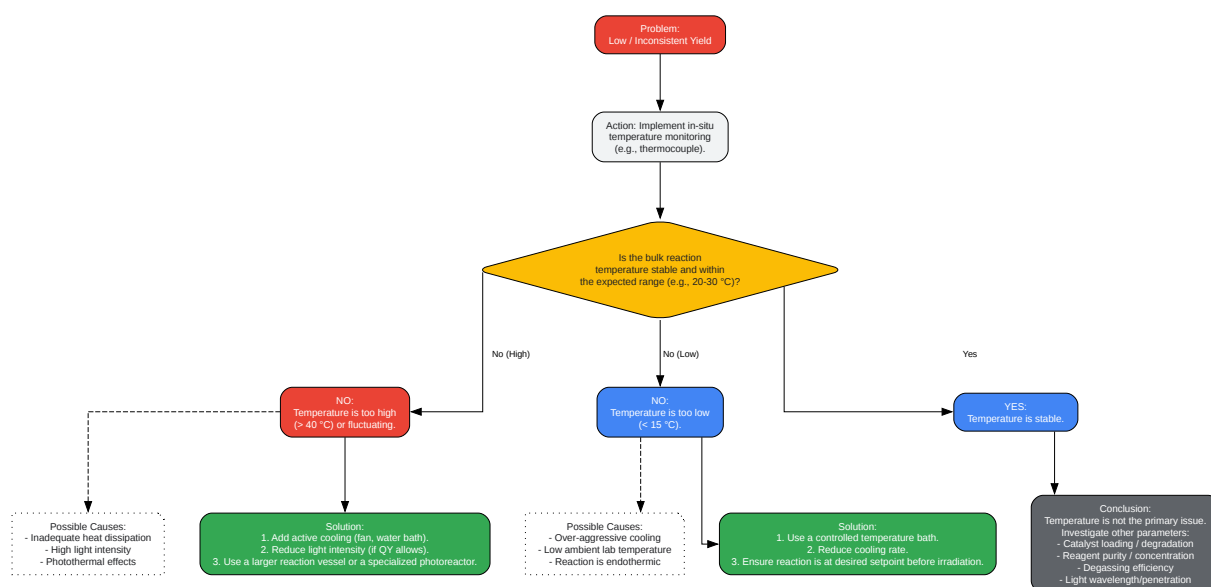 Problem:
Low / Inconsistent Yield
Action: Implement in-situ
temperature monitoring
(e.g., thermocouple).
Is the bulk reaction
temperature stable and within
the expected range (e.g., 20-30 °C)?
No (High)
No (Low)
Yes
NO:
Temperature is too high
(> 40 °C) or fluctuating.
NO:
Temperature is too low
(< 15 °C).
YES:
Temperature is stable.
Possible Causes:
- Inadequate heat dissipation
- High light intensity
- Photothermal effects
Solution:
1. Add active cooling (fan, water bath).
2. Reduce light intensity (if QY allows).
3. Use a larger reaction vessel or a specialized photoreactor.
Possible Causes:
- Over-aggressive cooling
- Low ambient lab temperature
- Reaction is endothermic
Solution:
1. Use a controlled temperature bath.
2. Reduce cooling rate.
3. Ensure reaction is at desired setpoint before irradiation.
Conclusion:
Temperature is not the primary issue.
Investigate other parameters:
- Catalyst loading / degradation
- Reagent purity / concentration
- Degassing efficiency
- Light wavelength/penetration